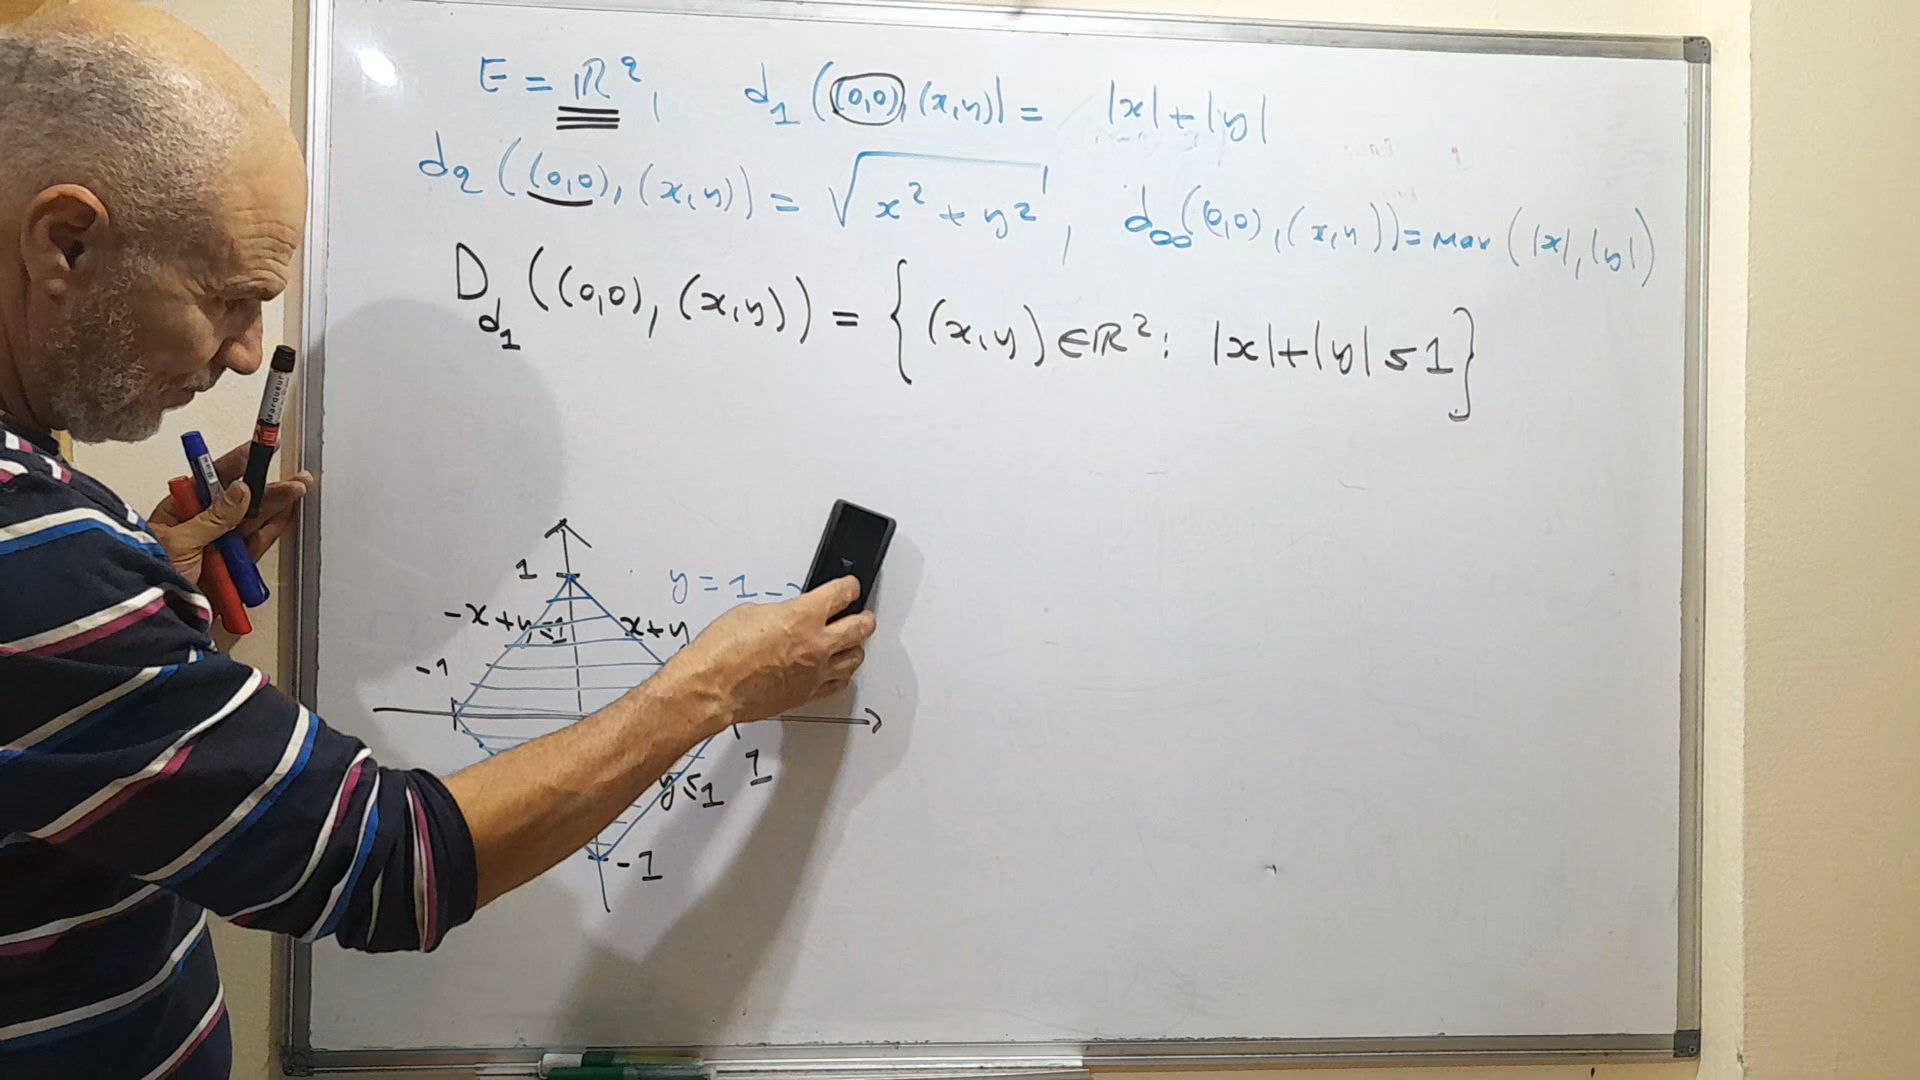 E = ℝ², d₁((0,0), (x,y)) = |x|+|y|
d₂((0,0), (x,y)) = √x² + y², d∞((0,0), (x,y)) = Max(|x|, |y|)
D_d₁((0,0), (x,y)) = {(x,y) ∈ ℝ² : |x|+|y| ≤ 1}
1
y = 1 -
-x+y ≤ 1
x+y
-1
1
y ≤ 1
-1
Marqueur